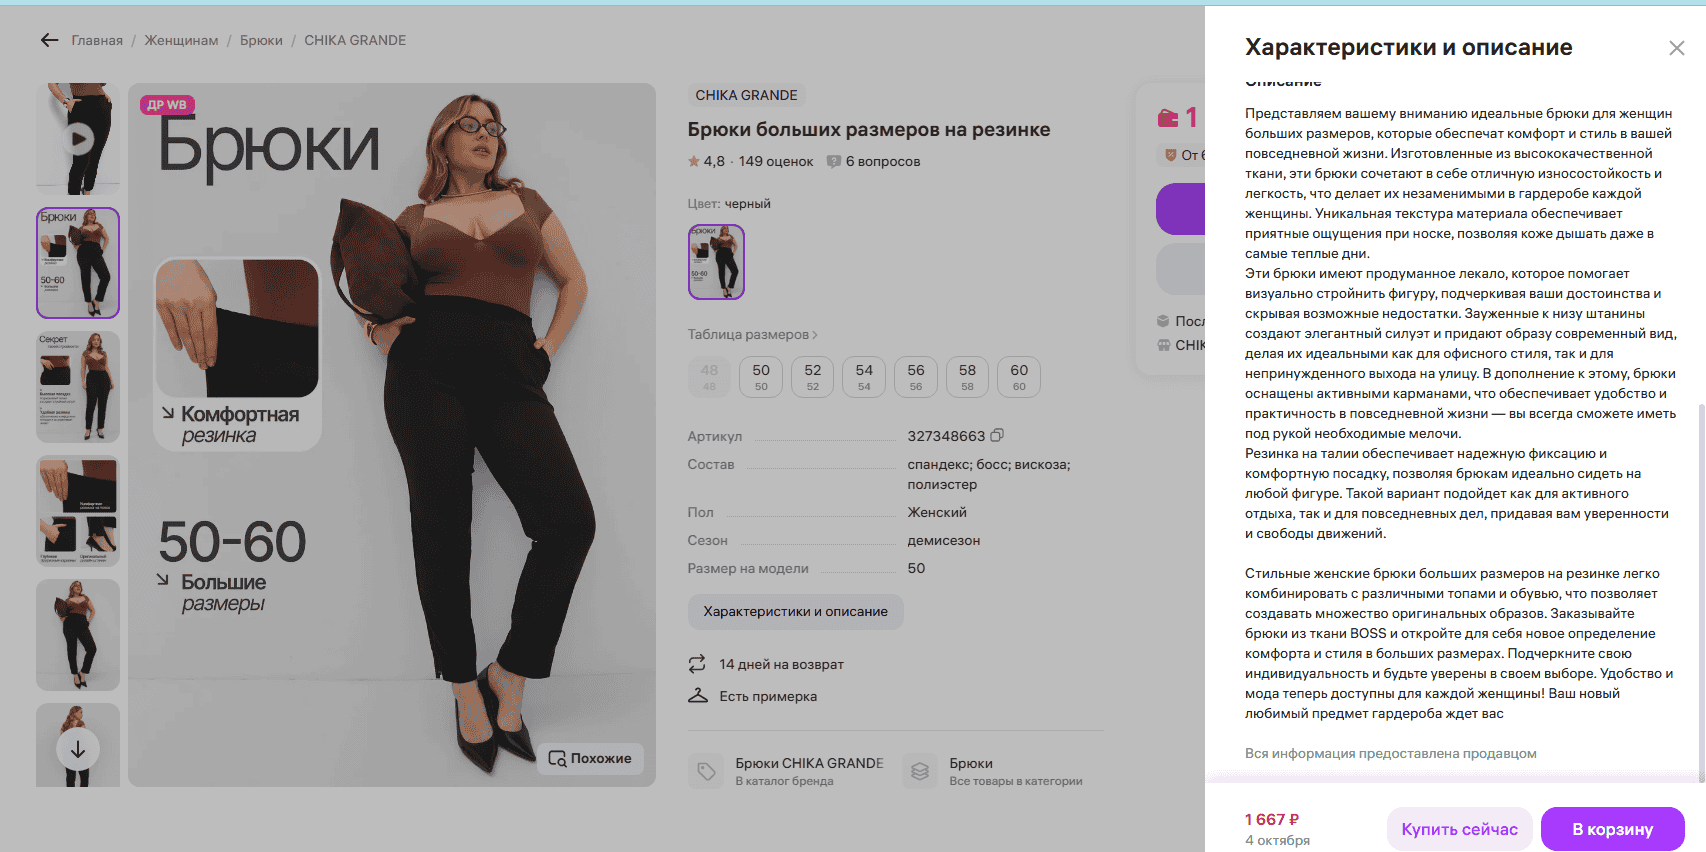 Главная / Женщинам / Брюки / CHIKA GRANDE
ДР WB
Брюки
Комфортная
резинка
50-60
Большие
размеры
Похожие
Брюки
50-60
Секрет
CHIKA GRANDE
Брюки больших размеров на резинке
4,8 · 149 оценок
6 вопросов
Цвет: черный
Таблица размеров
48 50 52 54 56 58 60
48 50 52 54 56 58 60
Артикул 327348663
Состав спандекс; босс; вискоза;
полиэстер
Пол Женский
Сезон демисезон
Размер на модели 50
Характеристики и описание
14 дней на возврат
Есть примерка
Брюки CHIKA GRANDE
В каталог бренда
Брюки
Все товары в категории
1
От 6
Посл
CHIK
Характеристики и описание
Описание
Представляем вашему вниманию идеальные брюки для женщин
больших размеров, которые обеспечат комфорт и стиль в вашей
повседневной жизни. Изготовленные из высококачественной
ткани, эти брюки сочетают в себе отличную износостойкость и
легкость, что делает их незаменимыми в гардеробе каждой
женщины. Уникальная текстура материала обеспечивает
приятные ощущения при носке, позволяя коже дышать даже в
самые теплые дни.
Эти брюки имеют продуманное лекало, которое помогает
визуально стройнить фигуру, подчеркивая ваши достоинства и
скрывая возможные недостатки. Зауженные к низу штанины
создают элегантный силуэт и придают образу современный вид,
делая их идеальными как для офисного стиля, так и для
непринужденного выхода на улицу. В дополнение к этому, брюки
оснащены активными карманами, что обеспечивает удобство и
практичность в повседневной жизни — вы всегда сможете иметь
под рукой необходимые мелочи.
Резинка на талии обеспечивает надежную фиксацию и
комфортную посадку, позволяя брюкам идеально сидеть на
любой фигуре. Такой вариант подойдет как для активного
отдыха, так и для повседневных дел, придавая вам уверенности
и свободы движений.
Стильные женские брюки больших размеров на резинке легко
комбинировать с различными топами и обувью, что позволяет
создавать множество оригинальных образов. Заказывайте
брюки из ткани BOSS и откройте для себя новое определение
комфорта и стиля в больших размерах. Подчеркните свою
индивидуальность и будьте уверены в своем выборе. Удобство и
мода теперь доступны для каждой женщины! Ваш новый
любимый предмет гардероба ждет вас
Вся информация предоставлена продавцом
1 667 ₽
4 октября
Купить сейчас
В корзину